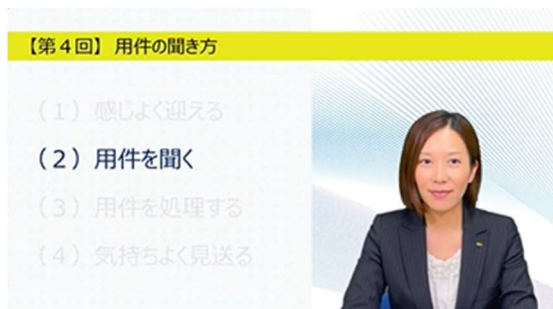 【第４回】 用件の聞き方
（１）感じよく迎える
（２）用件を聞く
（３）用件を処理する
（４）気持ちよく見送る